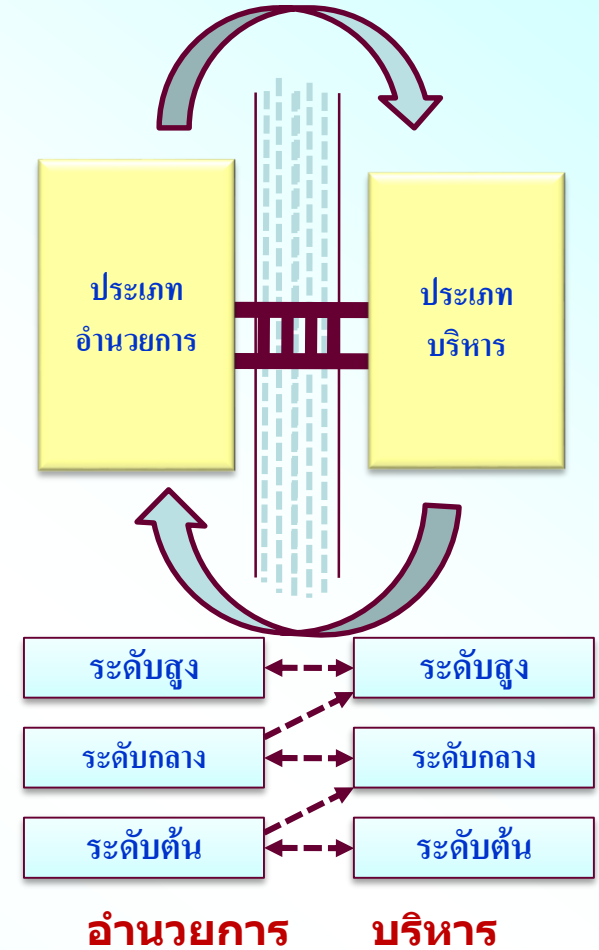 ประเภท
อำนวยการ
ประเภท
บริหาร
ระดับสูง
ระดับสูง
ระดับกลาง
ระดับกลาง
ระดับต้น
ระดับต้น
อำนวยการ
บริหาร